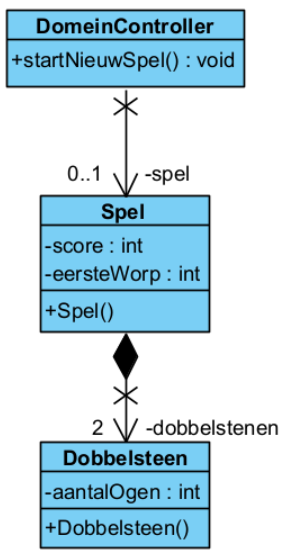 DomeinController
+startNieuwSpel() : void
0..1 -spel
Spel
-score : int
-eersteWorp : int
+Spel()
2 -dobbelstenen
Dobbelsteen
-aantalOgen : int
+Dobbelsteen()